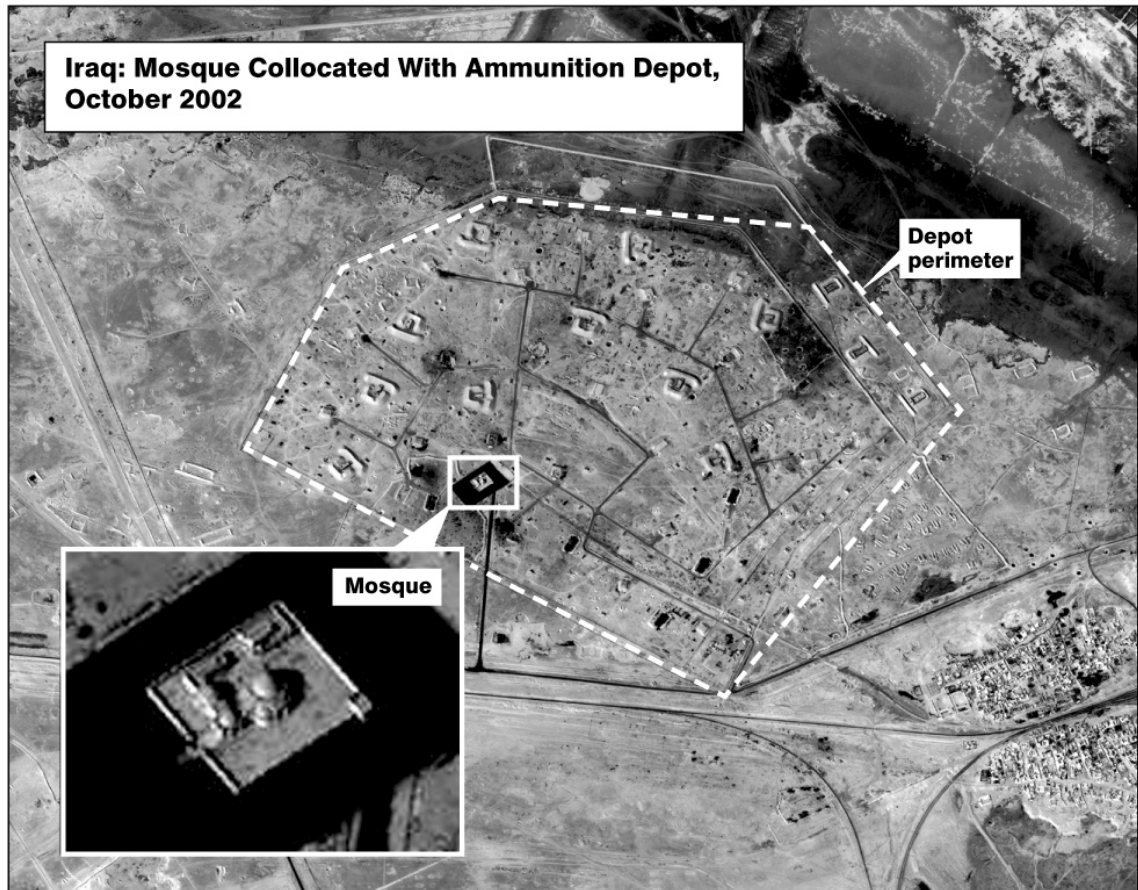 Iraq: Mosque Collocated With Ammunition Depot,
October 2002
Depot
perimeter
Mosque